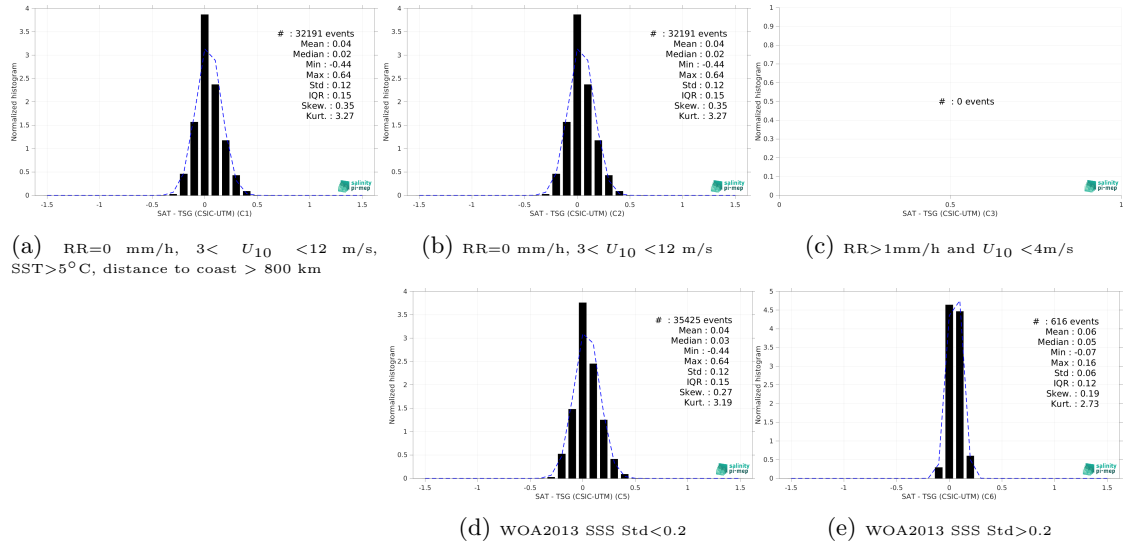 4
3.5
3
2.5
2
1.5
1
0.5
0
Normalized histogram
# : 32191 events
Mean : 0.04
Median : 0.02
Min : -0.44
Max : 0.64
Std : 0.12
IQR : 0.15
Skew. : 0.35
Kurt. : 3.27
salinity
pi-mep
-1.5 -1 -0.5 0 0.5 1 1.5
SAT - TSG (CSIC-UTM) (C1)
(a) RR=0 mm/h, 3< U10 <12 m/s,
SST>5°C, distance to coast > 800 km
4
3.5
3
2.5
2
1.5
1
0.5
0
Normalized histogram
# : 32191 events
Mean : 0.04
Median : 0.02
Min : -0.44
Max : 0.64
Std : 0.12
IQR : 0.15
Skew. : 0.35
Kurt. : 3.27
salinity
pi-mep
-1.5 -1 -0.5 0 0.5 1 1.5
SAT - TSG (CSIC-UTM) (C2)
(b) RR=0 mm/h, 3< U10 <12 m/s
1
0.9
0.8
0.7
0.6
0.5
0.4
0.3
0.2
0.1
0
Normalized histogram
# : 0 events
salinity
pi-mep
0 0.5 1
SAT - TSG (CSIC-UTM) (C3)
(c) RR>1mm/h and U10 <4m/s
4
3.5
3
2.5
2
1.5
1
0.5
0
5
Normalized histogram
# : 35425 events
Mean : 0.04
Median : 0.03
Min : -0.44
Max : 0.64
Std : 0.12
IQR : 0.15
Skew. : 0.27
Kurt. : 3.19
salinity
pi-mep
-1.5 -1 -0.5 0 0.5 1 1.5
SAT - TSG (CSIC-UTM) (C5)
(d) WOA2013 SSS Std<0.2
5
4.5
4
3.5
3
2.5
2
1.5
1
0.5
0
Normalized histogram
# : 616 events
Mean : 0.06
Median : 0.05
Min : -0.07
Max : 0.16
Std : 0.06
IQR : 0.12
Skew. : 0.19
Kurt. : 2.73
salinity
pi-mep
-1.5 -1 -0.5 0 0.5 1 1.5
SAT - TSG (CSIC-UTM) (C6)
(e) WOA2013 SSS Std>0.2